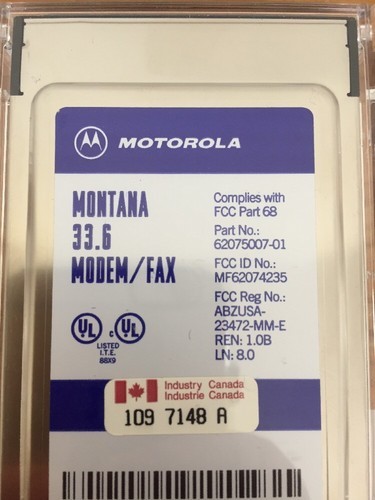 MOTOROLA
MONTANA
33.6
MODEM/FAX
UL c UL
LISTED
I.T.E.
88X9
Complies with
FCC Part 68
Part No.:
62075007-01
FCC ID No.:
MF62074235
FCC Reg No.:
ABZUSA-
23472-MM-E
REN: 1.0B
LN: 8.0
Industry Canada
Industrie Canada
109 7148 A